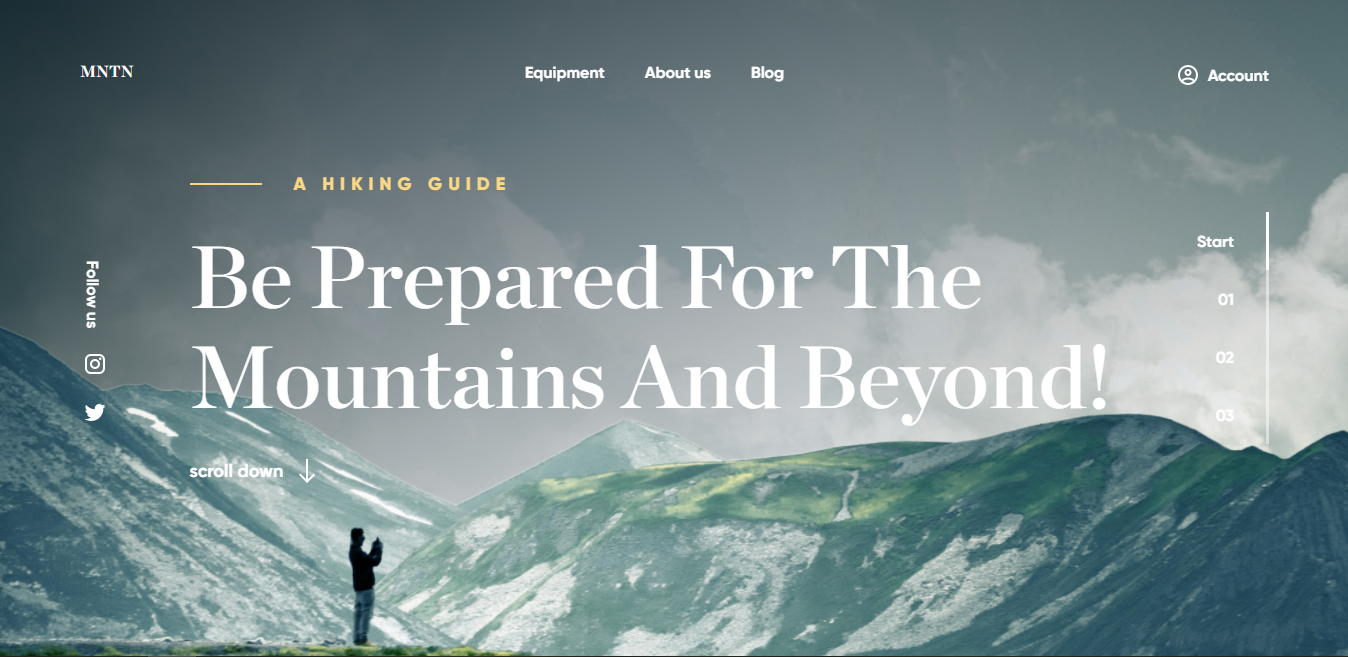 MNTN
Equipment
About us
Blog
Account
A HIKING GUIDE
Be Prepared For The
Mountains And Beyond!
scroll down
Follow us
Start
01
02
03